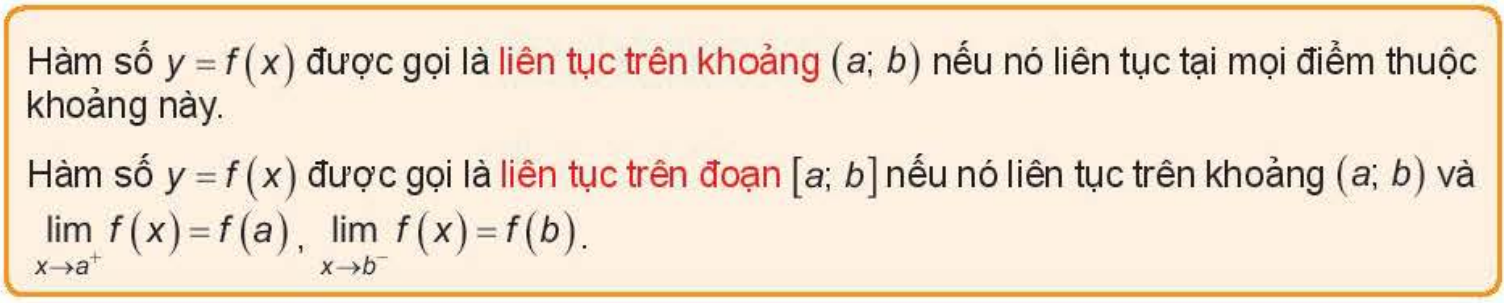 Hàm số y = f(x) được gọi là liên tục trên khoảng (a; b) nếu nó liên tục tại mọi điểm thuộc
khoảng này.
Hàm số y = f(x) được gọi là liên tục trên đoạn [a; b] nếu nó liên tục trên khoảng (a; b) và
lim f(x) = f(a), lim f(x) = f(b).
x→a⁺ x→b⁻